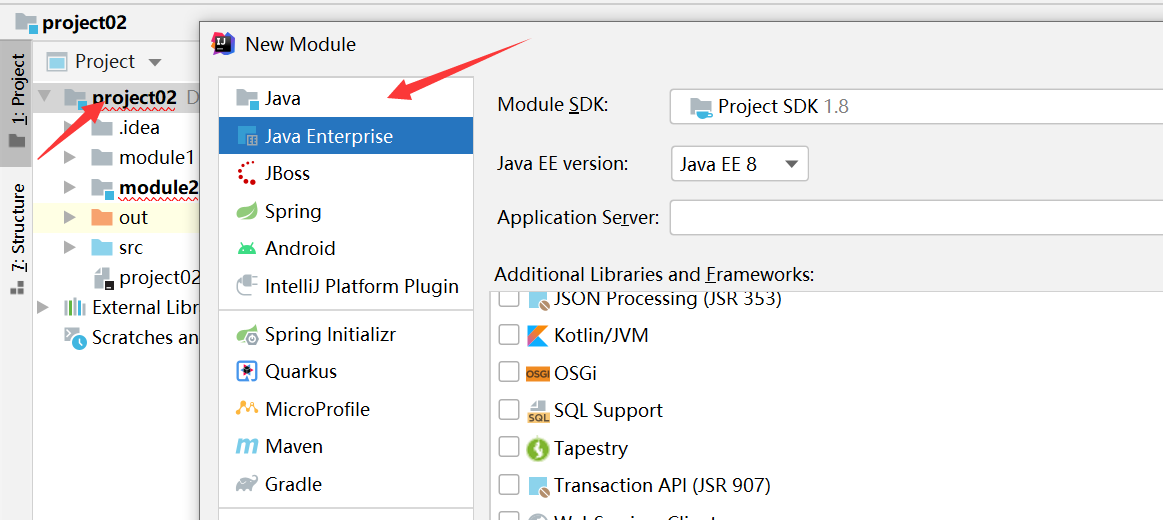 project02
1: Project
7: Structure
Project
project02 D
.idea
module1
module2
out
src
project02
External Libr
Scratches an
New Module
Java
Java Enterprise
JBoss
Spring
Android
IntelliJ Platform Plugin
Spring Initializr
Quarkus
MicroProfile
Maven
Gradle
Module SDK:
Project SDK 1.8
Java EE version:
Java EE 8
Application Server:
Additional Libraries and Frameworks:
JSON Processing (JSR 353)
Kotlin/JVM
OSGi
OSGi
SQL
SQL Support
Tapestry
Transaction API (JSR 907)